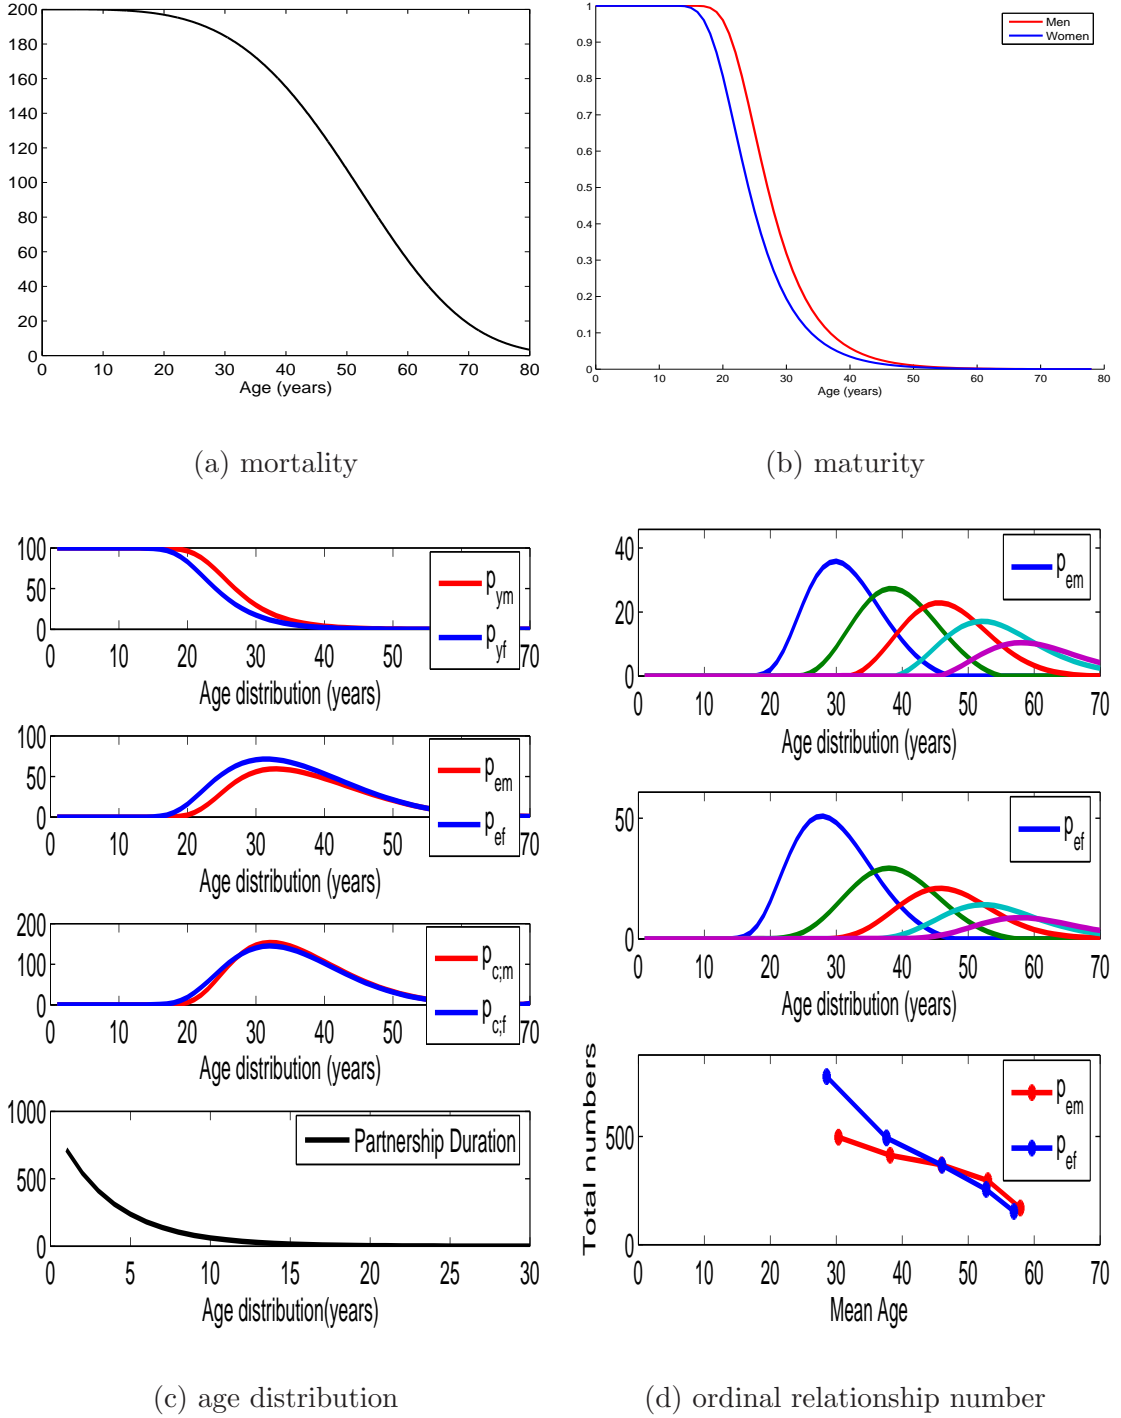 200
180
160
140
120
100
80
60
40
20
0
0 10 20 30 40 50 60 70 80
Age (years)
(a) mortality
1
0.9
0.8
0.7
0.6
0.5
0.4
0.3
0.2
0.1
0
0 10 20 30 40 50 60 70 80
Age (years)
Men
Women
(b) maturity
100
50
0
0 10 20 30 40 50 70
p_ym
p_yf
Age distribution (years)
100
50
0
0 10 20 30 40 50 70
p_em
p_ef
Age distribution (years)
200
100
0
0 10 20 30 40 50 70
p_c;m
p_c;f
Age distribution (years)
1000
500
0
0 5 10 15 20 25 30
Partnership Duration
Age distribution(years)
(c) age distribution
40
20
0
0 10 20 30 40 50 60 70
p_em
Age distribution (years)
50
0
0 10 20 30 40 50 60 70
p_ef
Age distribution (years)
Total numbers
500
0
0 10 20 30 40 50 60 70
p_em
p_ef
Mean Age
(d) ordinal relationship number